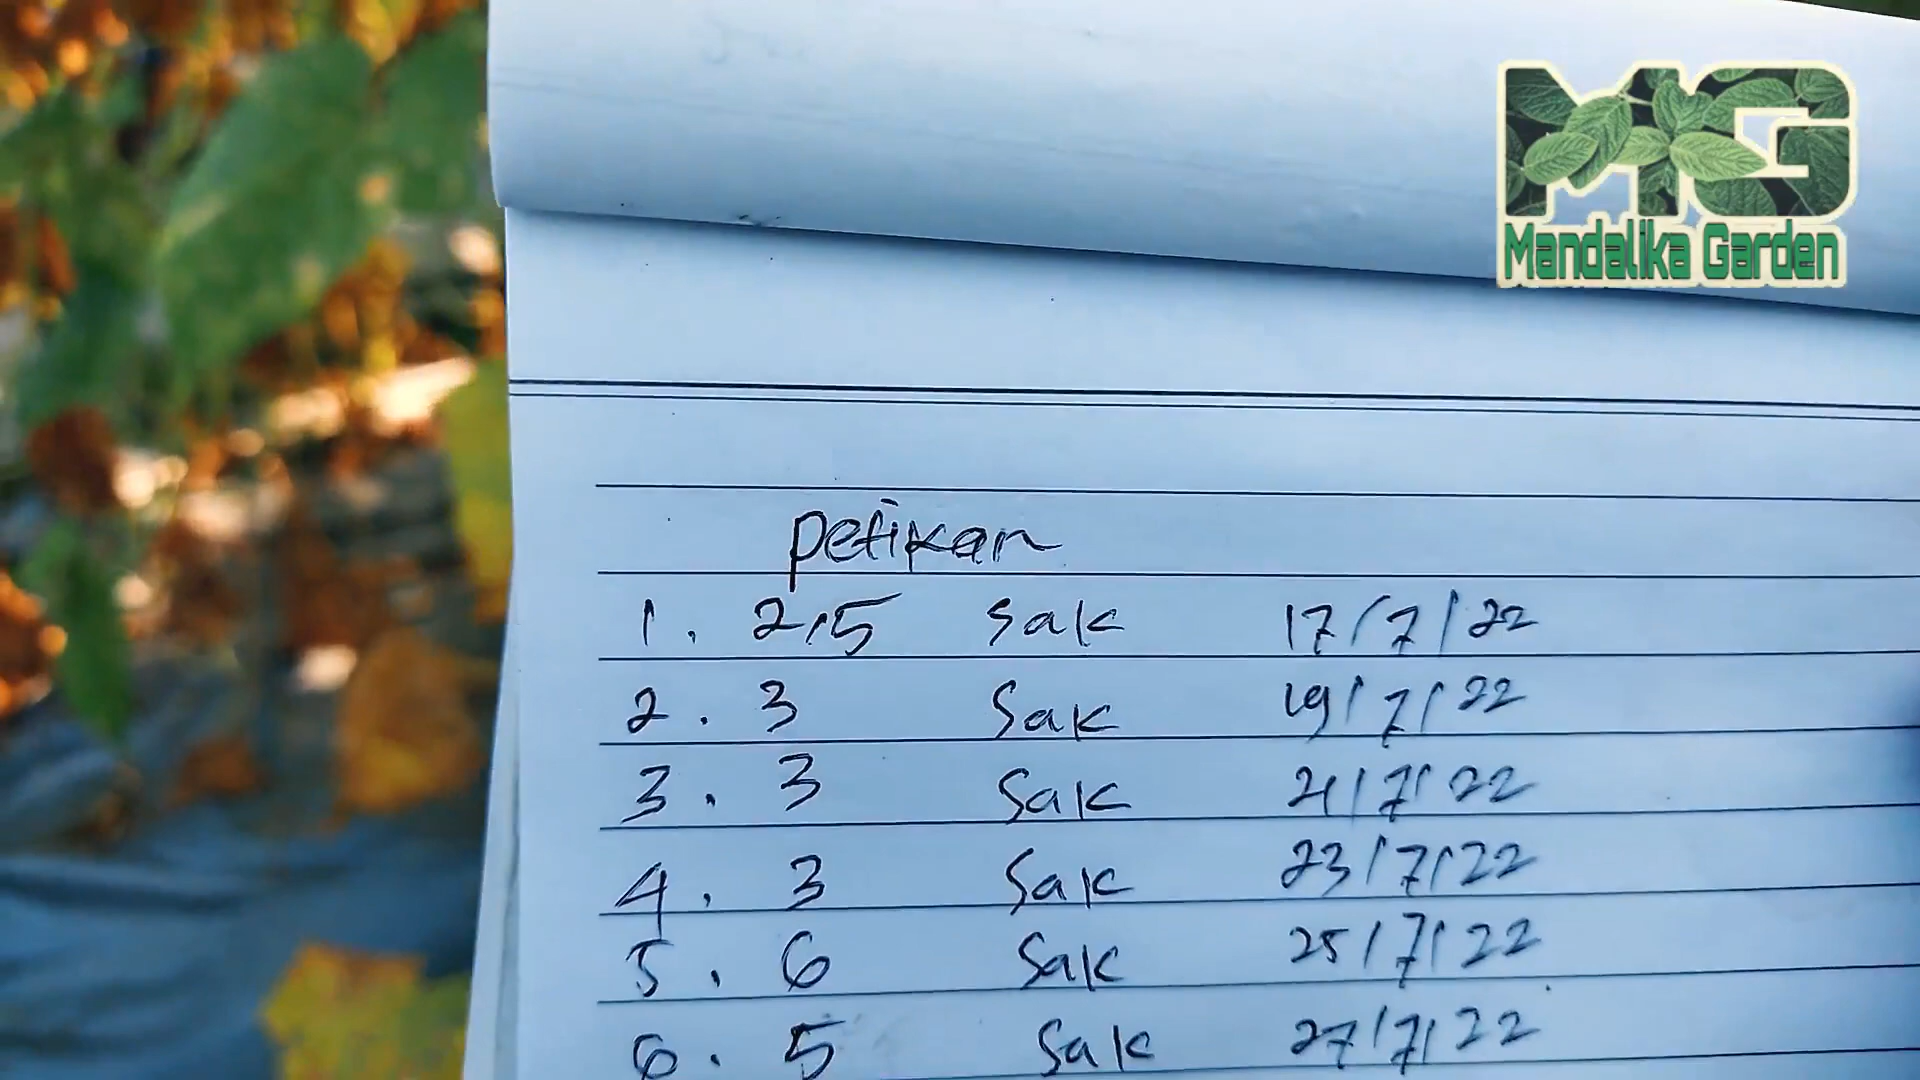 MG
Mandalika Garden
petikan
1. 2,5 sak 17/7/22
2. 3 sak 19/7/22
3. 3 sak 21/7/22
4. 3 sak 23/7/22
5. 6 sak 25/7/22
6. 5 sak 27/7/22